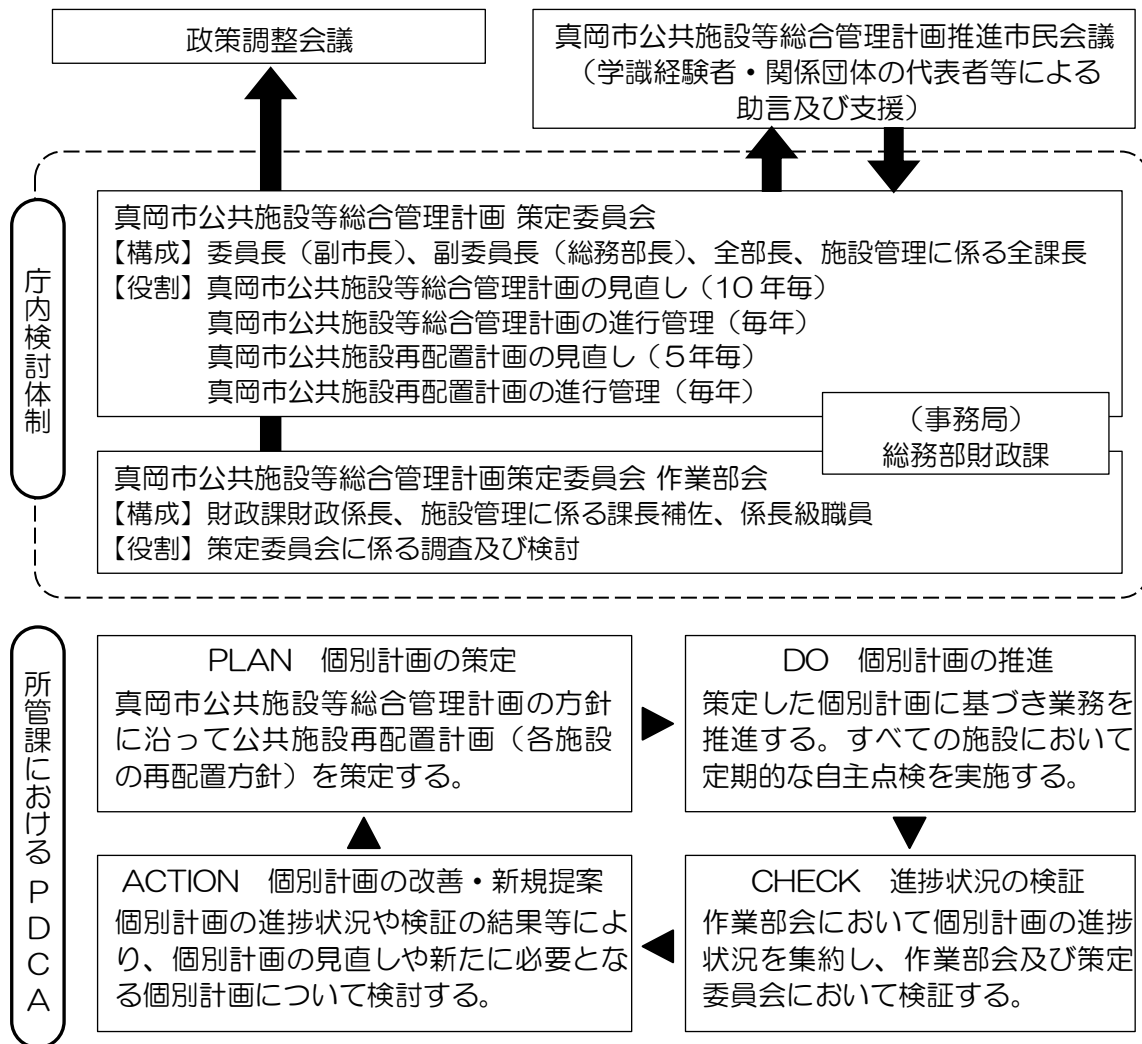 政策調整会議
真岡市公共施設等総合管理計画推進市民会議
（学識経験者・関係団体の代表者等による
助言及び支援）
庁内検討体制
真岡市公共施設等総合管理計画 策定委員会
【構成】委員長（副市長）、副委員長（総務部長）、全部長、施設管理に係る全課長
【役割】真岡市公共施設等総合管理計画の見直し（10年毎）
真岡市公共施設等総合管理計画の進行管理（毎年）
真岡市公共施設再配置計画の見直し（5年毎）
真岡市公共施設再配置計画の進行管理（毎年）
（事務局）
総務部財政課
真岡市公共施設等総合管理計画策定委員会 作業部会
【構成】財政課財政係長、施設管理に係る課長補佐、係長級職員
【役割】策定委員会に係る調査及び検討
所管課におけるPDCA
PLAN 個別計画の策定
真岡市公共施設等総合管理計画の方針
に沿って公共施設再配置計画（各施設
の再配置方針）を策定する。
DO 個別計画の推進
策定した個別計画に基づき業務を
推進する。すべての施設において
定期的な自主点検を実施する。
ACTION 個別計画の改善・新規提案
個別計画の進捗状況や検証の結果等によ
り、個別計画の見直しや新たに必要とな
る個別計画について検討する。
CHECK 進捗状況の検証
作業部会において個別計画の進捗
状況を集約し、作業部会及び策定
委員会において検証する。